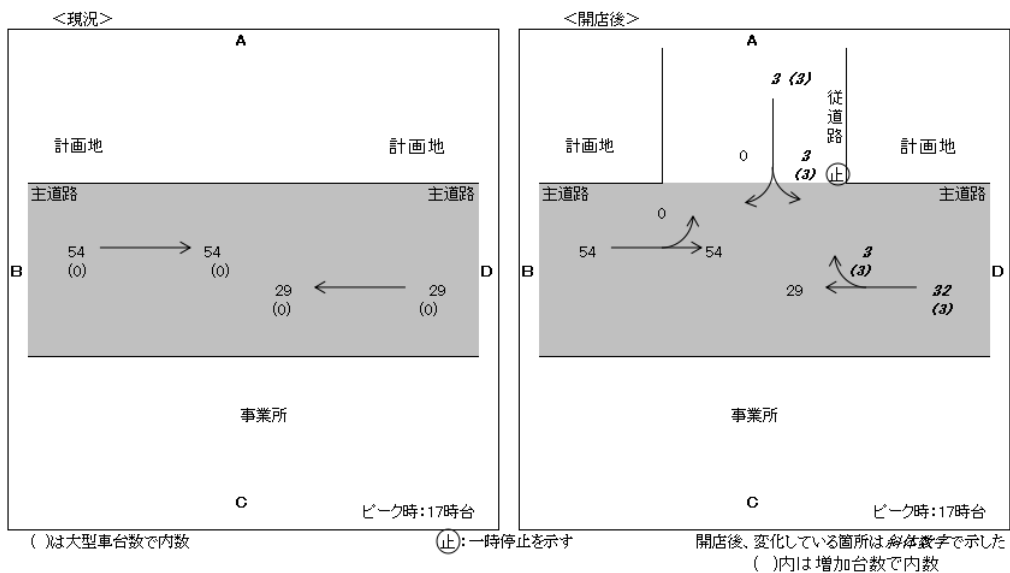 ＜現況＞
A
計画地
計画地
主道路
主道路
54
(0)
54
(0)
B
D
29
(0)
29
(0)
事業所
C
ピーク時：17時台
( )は大型車台数で内数
＜開店後＞
A
3 (3)
従道路
計画地
計画地
0
3
(3)
止
主道路
主道路
0
54
54
3
(3)
B
D
29
32
(3)
事業所
C
ピーク時：17時台
止：一時停止を示す
開店後、変化している箇所は斜体数字で示した
( )内は増加台数で内数